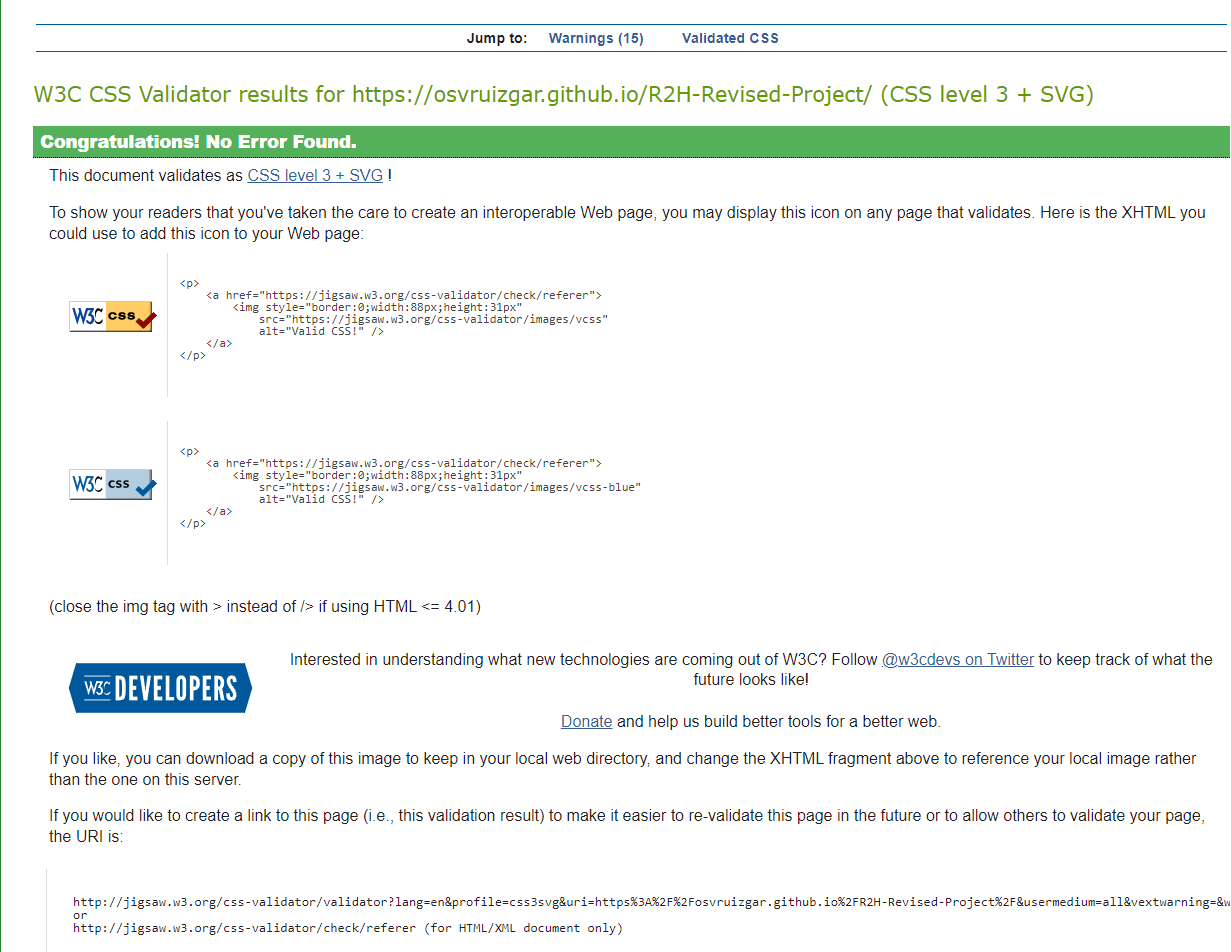 Jump to: Warnings (15) Validated CSS
W3C CSS Validator results for https://osvruizgar.github.io/R2H-Revised-Project/ (CSS level 3 + SVG)
Congratulations! No Error Found.
This document validates as CSS level 3 + SVG !
To show your readers that you've taken the care to create an interoperable Web page, you may display this icon on any page that validates. Here is the XHTML you
could use to add this icon to your Web page:
W3C css
<p>
<a href="https://jigsaw.w3.org/css-validator/check/referer">
<img style="border:0;width:88px;height:31px"
src="https://jigsaw.w3.org/css-validator/images/vcss"
alt="Valid CSS!" />
</a>
</p>
W3C css
<p>
<a href="https://jigsaw.w3.org/css-validator/check/referer">
<img style="border:0;width:88px;height:31px"
src="https://jigsaw.w3.org/css-validator/images/vcss-blue"
alt="Valid CSS!" />
</a>
</p>
(close the img tag with > instead of /> if using HTML <= 4.01)
W3C DEVELOPERS
Interested in understanding what new technologies are coming out of W3C? Follow @w3cdevs on Twitter to keep track of what the
future looks like!
Donate and help us build better tools for a better web.
If you like, you can download a copy of this image to keep in your local web directory, and change the XHTML fragment above to reference your local image rather
than the one on this server.
If you would like to create a link to this page (i.e., this validation result) to make it easier to re-validate this page in the future or to allow others to validate your page,
the URI is:
http://jigsaw.w3.org/css-validator/validator?lang=en&profile=css3svg&uri=https%3A%2F%2Fosvruizgar.github.io%2FR2H-Revised-Project%2F&usermedium=all&vextwarning=&w
or
http://jigsaw.w3.org/css-validator/check/referer (for HTML/XML document only)